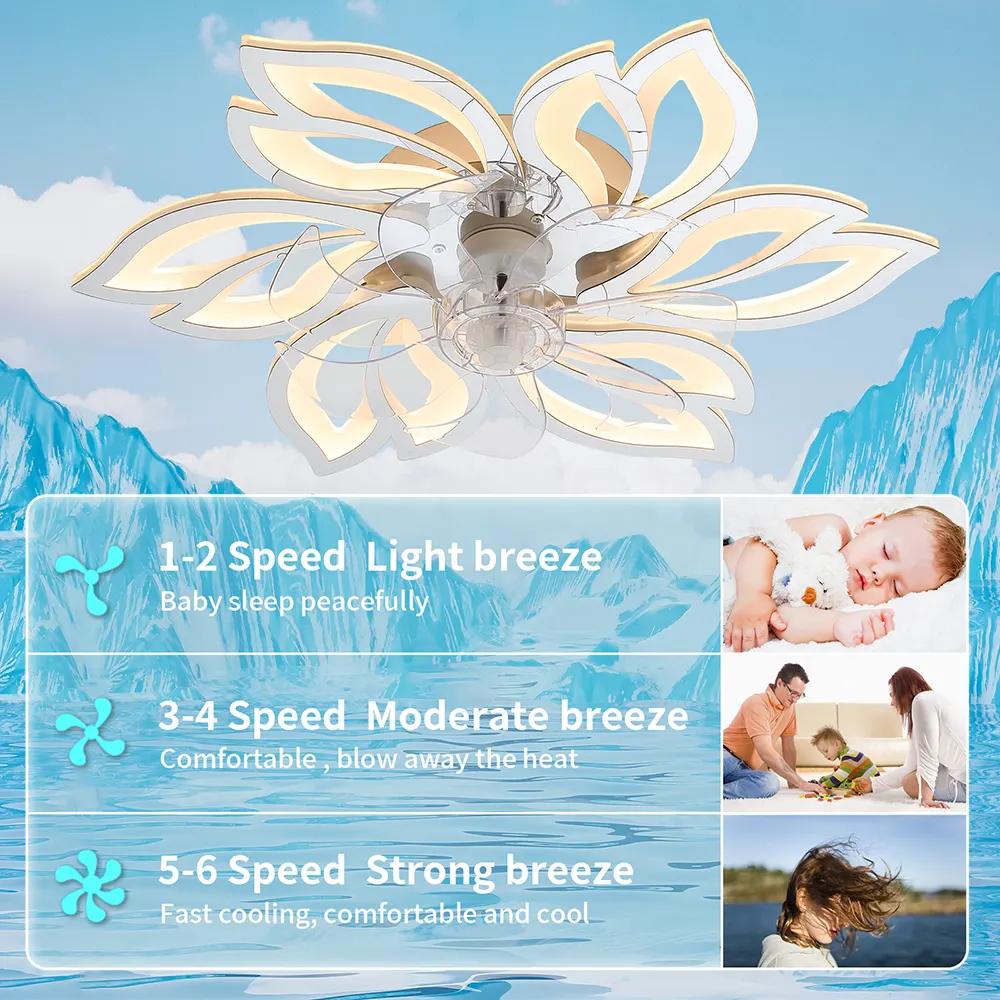 1-2 Speed Light breeze
Baby sleep peacefully
3-4 Speed Moderate breeze
Comfortable , blow away the heat
5-6 Speed Strong breeze
Fast cooling, comfortable and cool